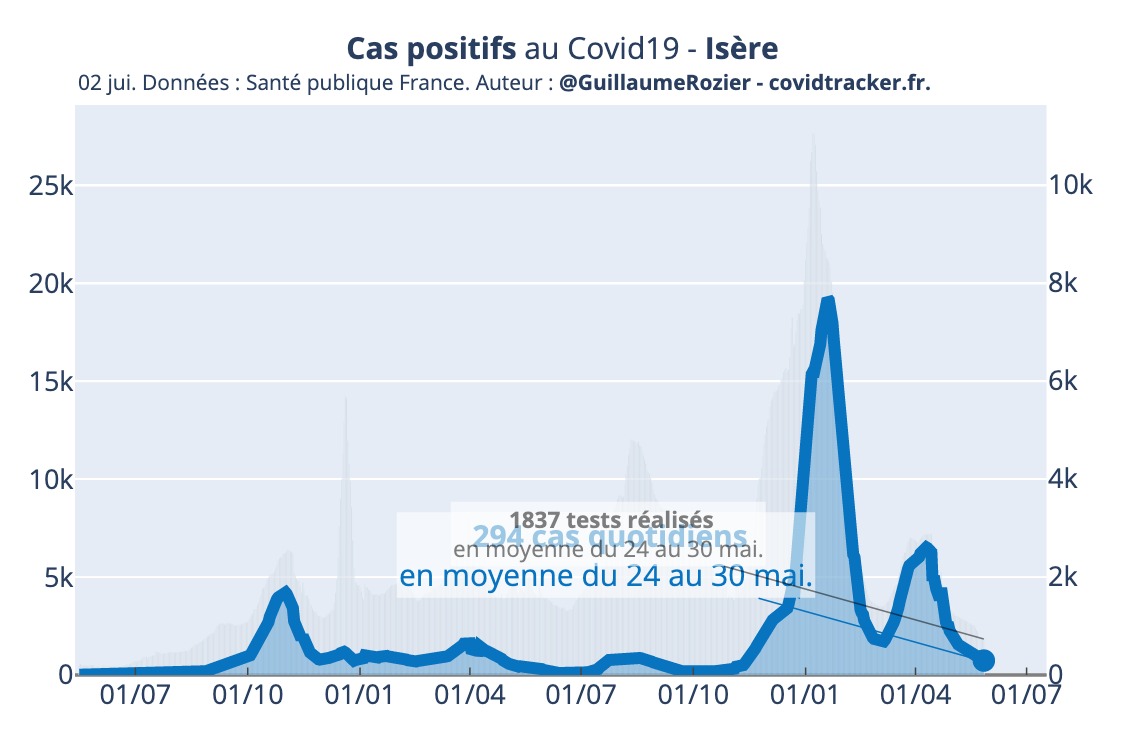 Cas positifs au Covid19 - Isère
02 jui. Données : Santé publique France. Auteur : @GuillaumeRozier - covidtracker.fr.
25k
20k
15k
10k
5k
0
10k
8k
6k
4k
2k
0
1837 tests réalisés
294 cas quotidiens
en moyenne du 24 au 30 mai.
en moyenne du 24 au 30 mai.
01/07 01/10 01/01 01/04 01/07 01/10 01/01 01/04 01/07